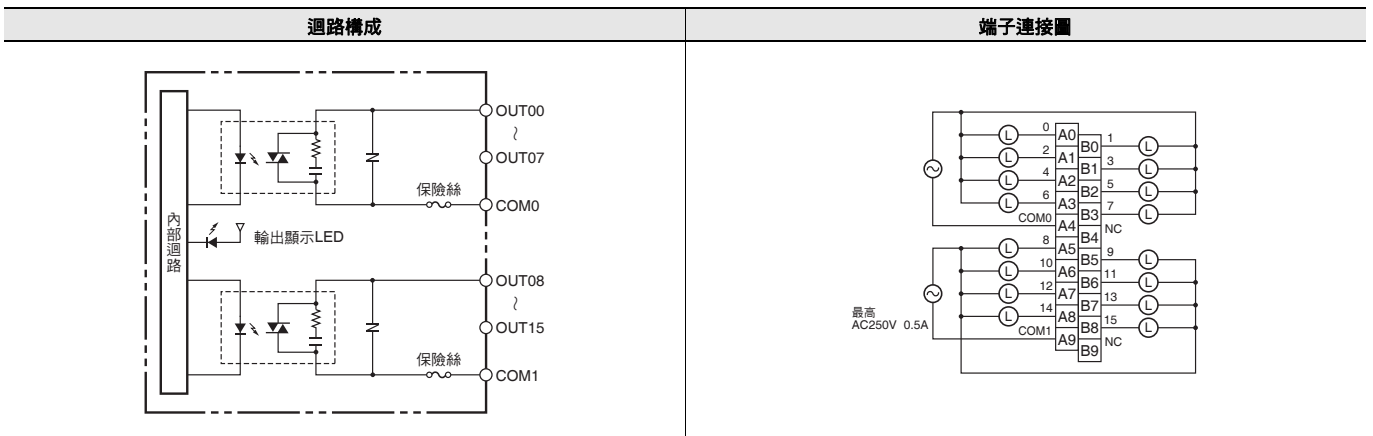 迴路構成
端子連接圖
OUT00
~
OUT07
保險絲
COM0
內部迴路
輸出顯示LED
OUT08
~
OUT15
保險絲
COM1
0 A0 B0 1
2 A1 B1 3
4 A2 B2 5
6 A3 B3 7
COM0 A4 B4 NC
8 A5 B5 9
10 A6 B6 11
12 A7 B7 13
14 A8 B8 15
COM1 A9 B9 NC
L L
L L
L L
L L
L L
L L
L L
L L
最高
AC250V 0.5A